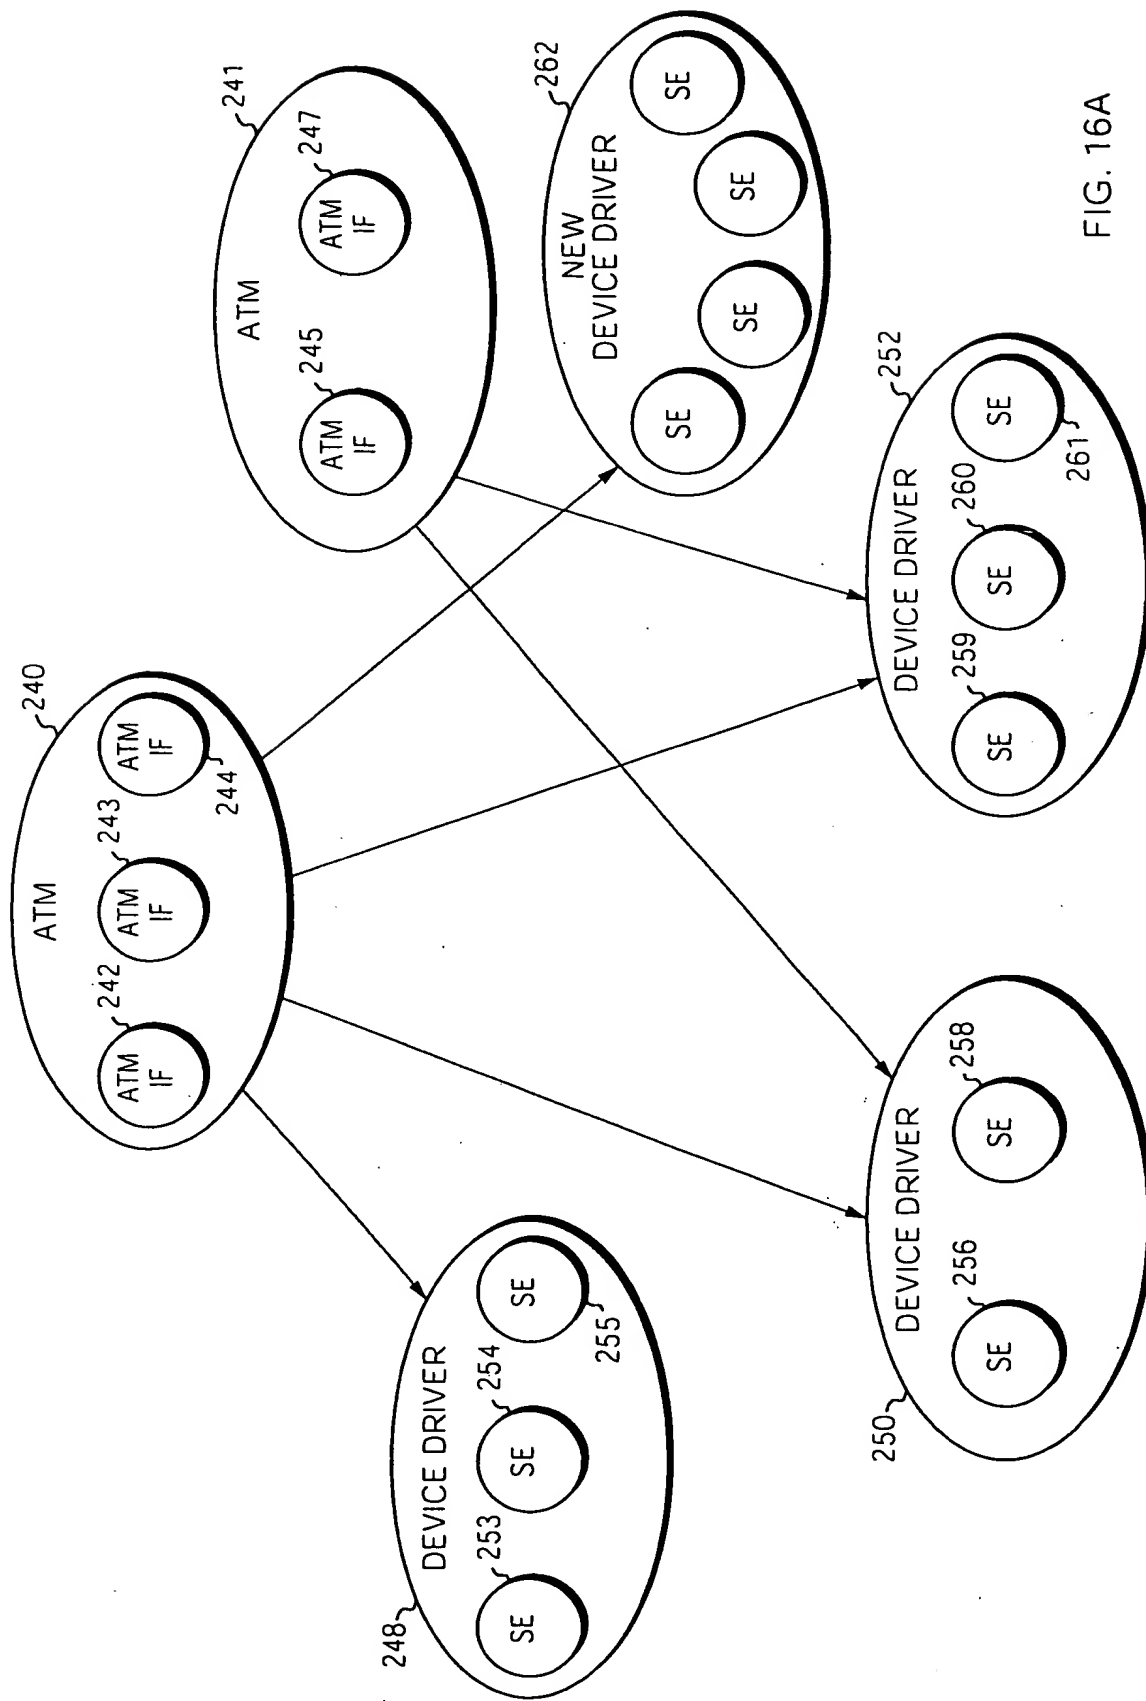 240
ATM
242
ATM
IF
243
ATM
IF
ATM
IF
244
241
ATM
245
ATM
IF
247
ATM
IF
248
DEVICE DRIVER
253
SE
254
SE
SE
255
262
NEW
DEVICE DRIVER
SE
SE
SE
SE
250
DEVICE DRIVER
256
SE
258
SE
252
DEVICE DRIVER
259
SE
260
SE
SE
261
FIG. 16A